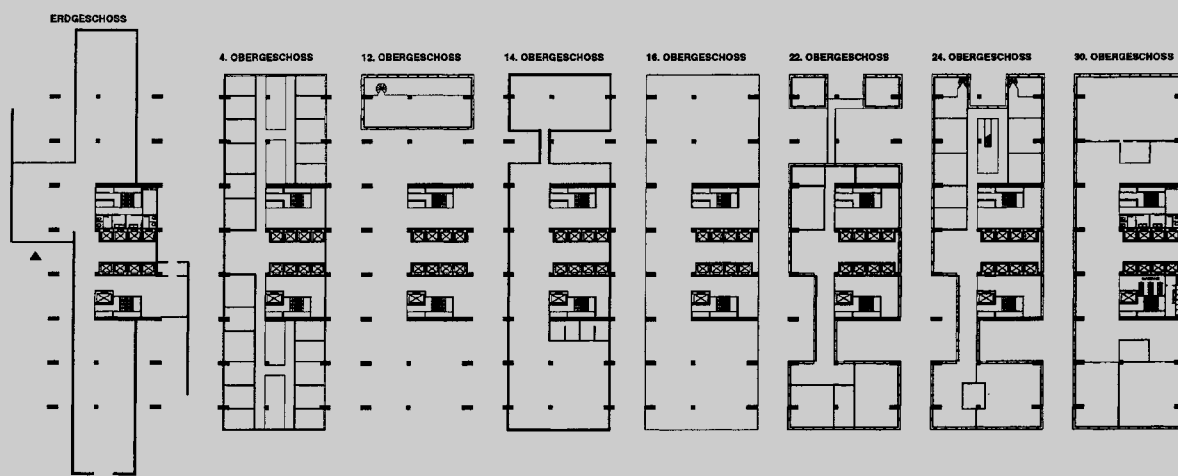 ERDGESCHOSS
4. OBERGESCHOSS
12. OBERGESCHOSS
14. OBERGESCHOSS
16. OBERGESCHOSS
22. OBERGESCHOSS
24. OBERGESCHOSS
30. OBERGESCHOSS